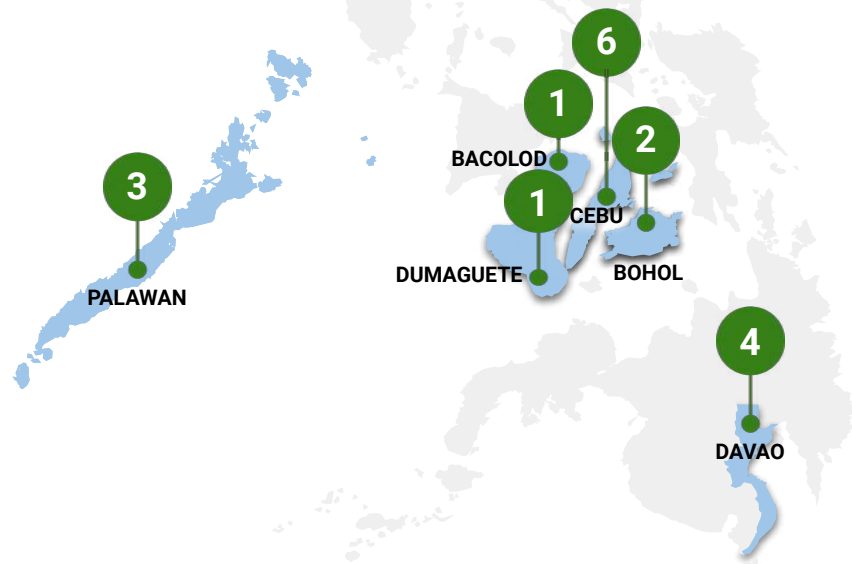 6
1
2
BACOLOD
3
1
CEBU
DUMAGUETE
BOHOL
PALAWAN
4
DAVAO